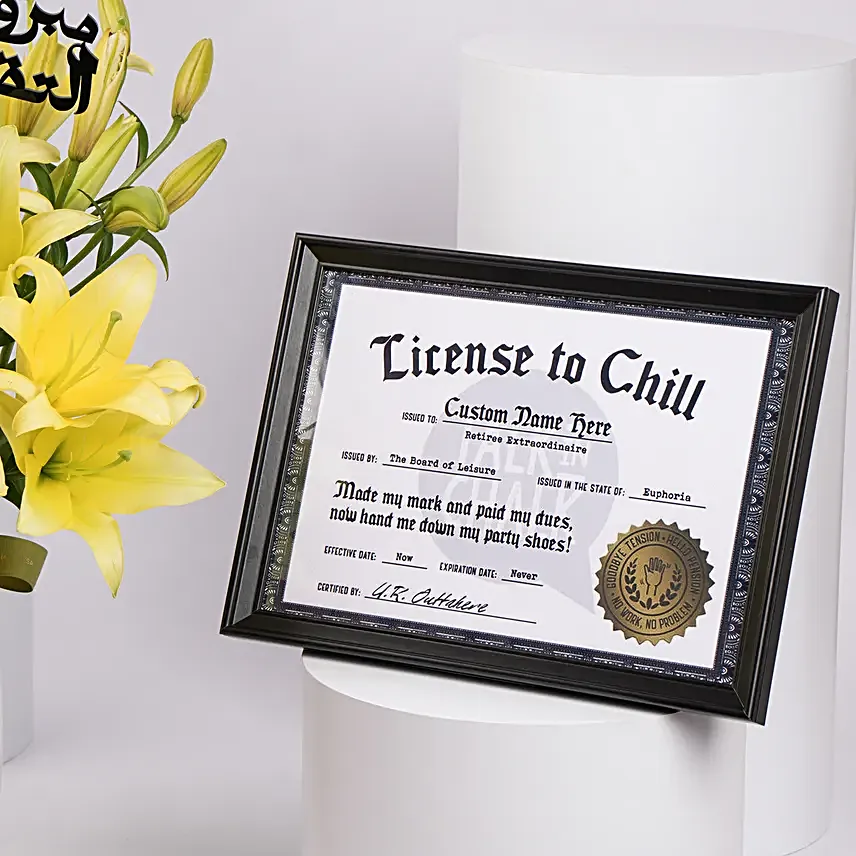 مبرو
التق
License to Chill
ISSUED TO: Custom Name Here
Retiree Extraordinaire
ISSUED BY: The Board of Leisure
ISSUED IN THE STATE OF: Euphoria
Made my mark and paid my dues,
now hand me down my party shoes!
EFFECTIVE DATE: Now
EXPIRATION DATE: Never
CERTIFIED BY: U.R. Outtahere
GOODBYE TENSION • HELLO PENSION
• NO WORK, NO PROBLEM •